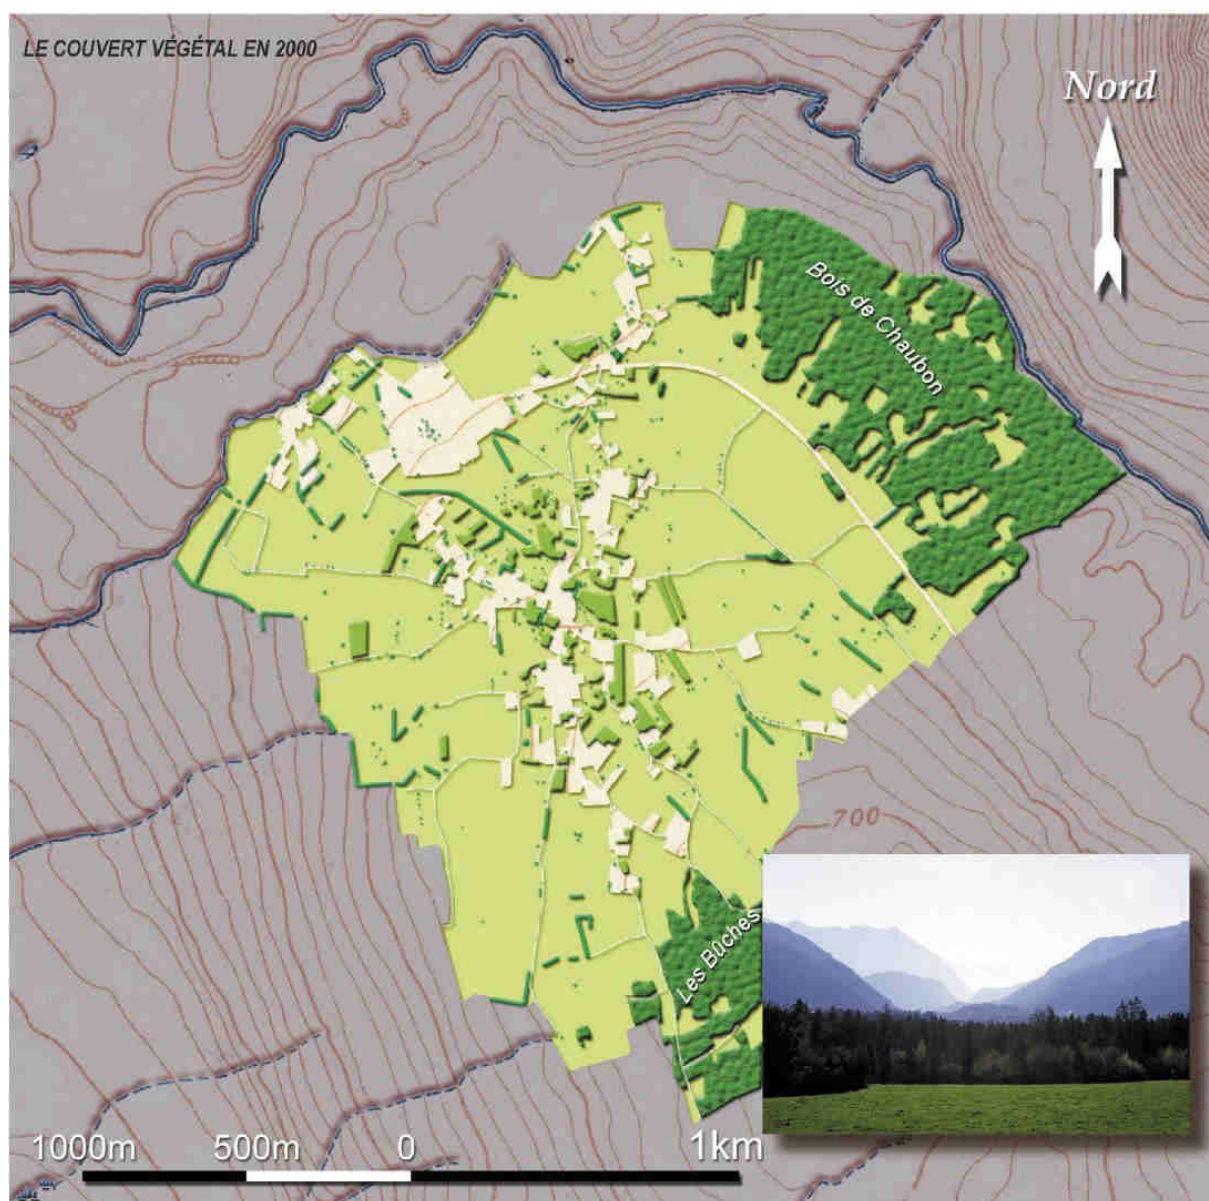 LE COUVERT VÉGÉTAL EN 2000
Nord
Bois de Chaubon
700
Les Bûches
1000m 500m 0 1km